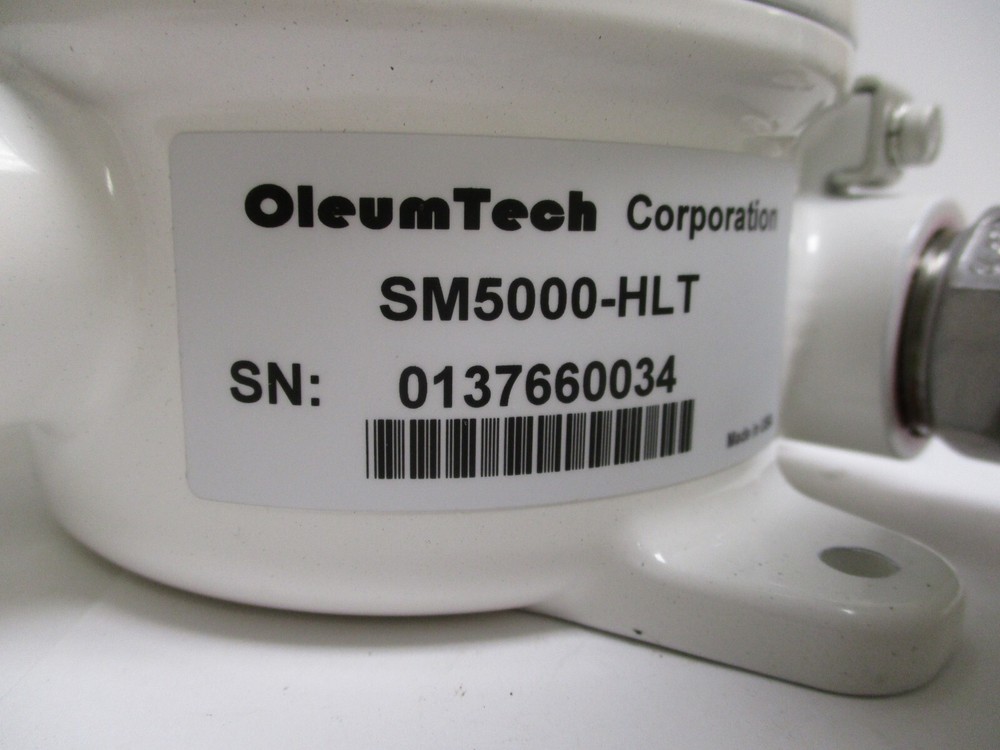 OleumTech Corporation
SM5000-HLT
SN: 0137660034
Made in USA